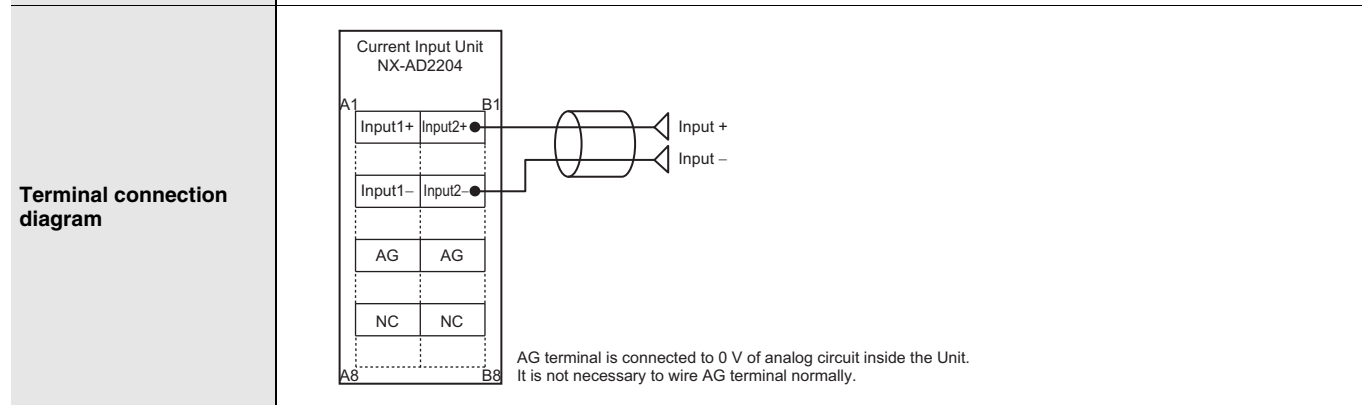 Terminal connection
diagram
Current Input Unit
NX-AD2204
A1 B1
Input1+ Input2+ Input +
Input –
Input1– Input2–
AG AG
NC NC
A8 B8
AG terminal is connected to 0 V of analog circuit inside the Unit.
It is not necessary to wire AG terminal normally.